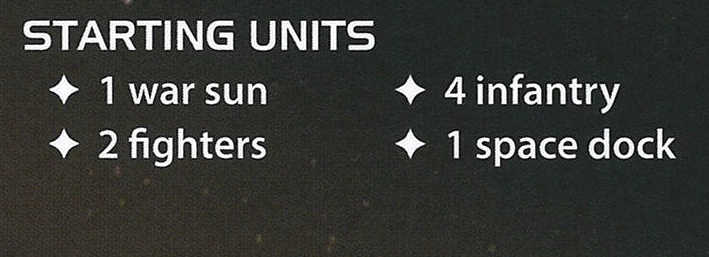 STARTING UNITS
1 war sun
2 fighters
4 infantry
1 space dock